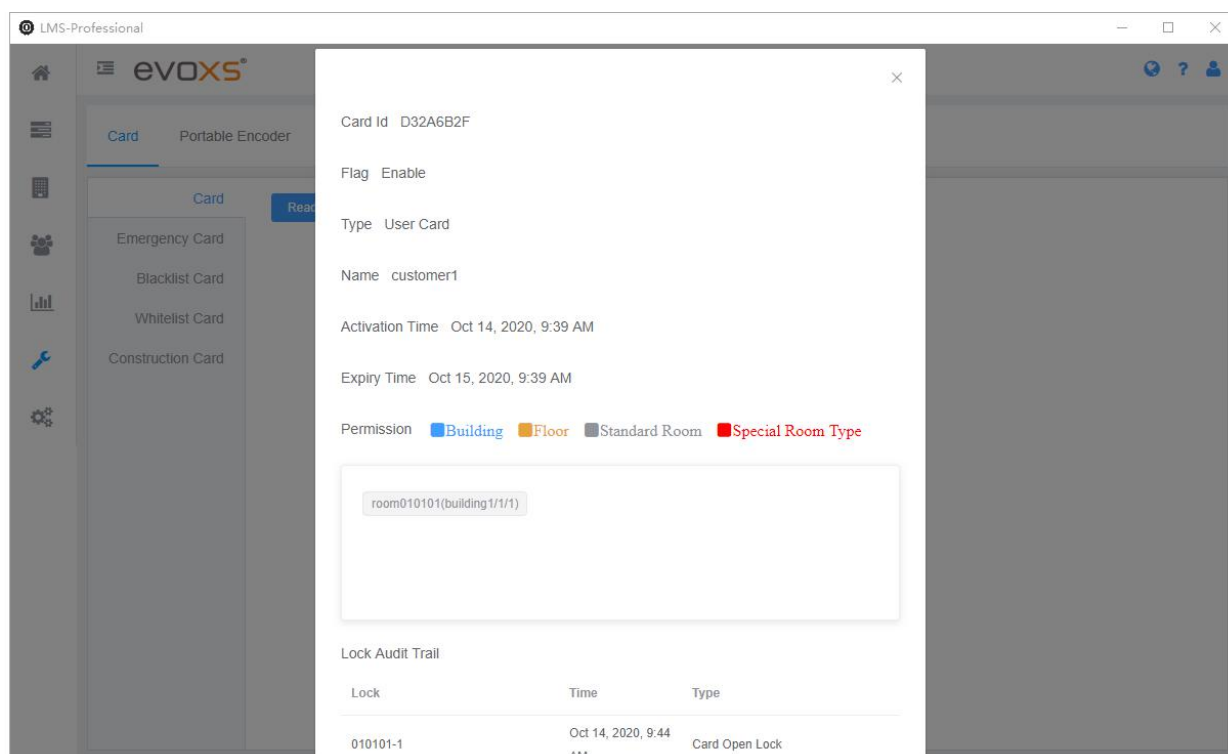 LMS-Professional
evoxs®
Card Portable Encoder
Card
Read
Emergency Card
Blacklist Card
Whitelist Card
Construction Card
Card Id D32A6B2F
Flag Enable
Type User Card
Name customer1
Activation Time Oct 14, 2020, 9:39 AM
Expiry Time Oct 15, 2020, 9:39 AM
Permission Building Floor Standard Room Special Room Type
room010101(building1/1/1)
Lock Audit Trail
Lock Time Type
010101-1 Oct 14, 2020, 9:44 AM Card Open Lock